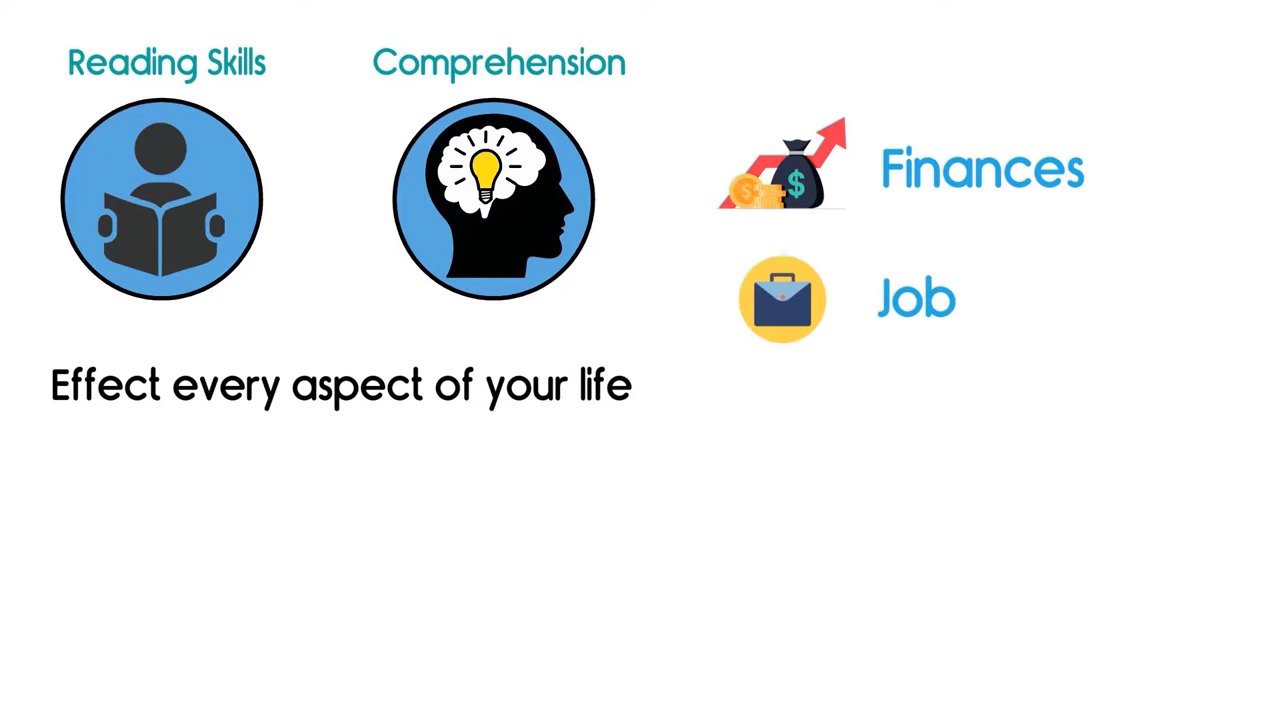 Reading Skills
Comprehension
Effect every aspect of your life
$
$
Finances
Job